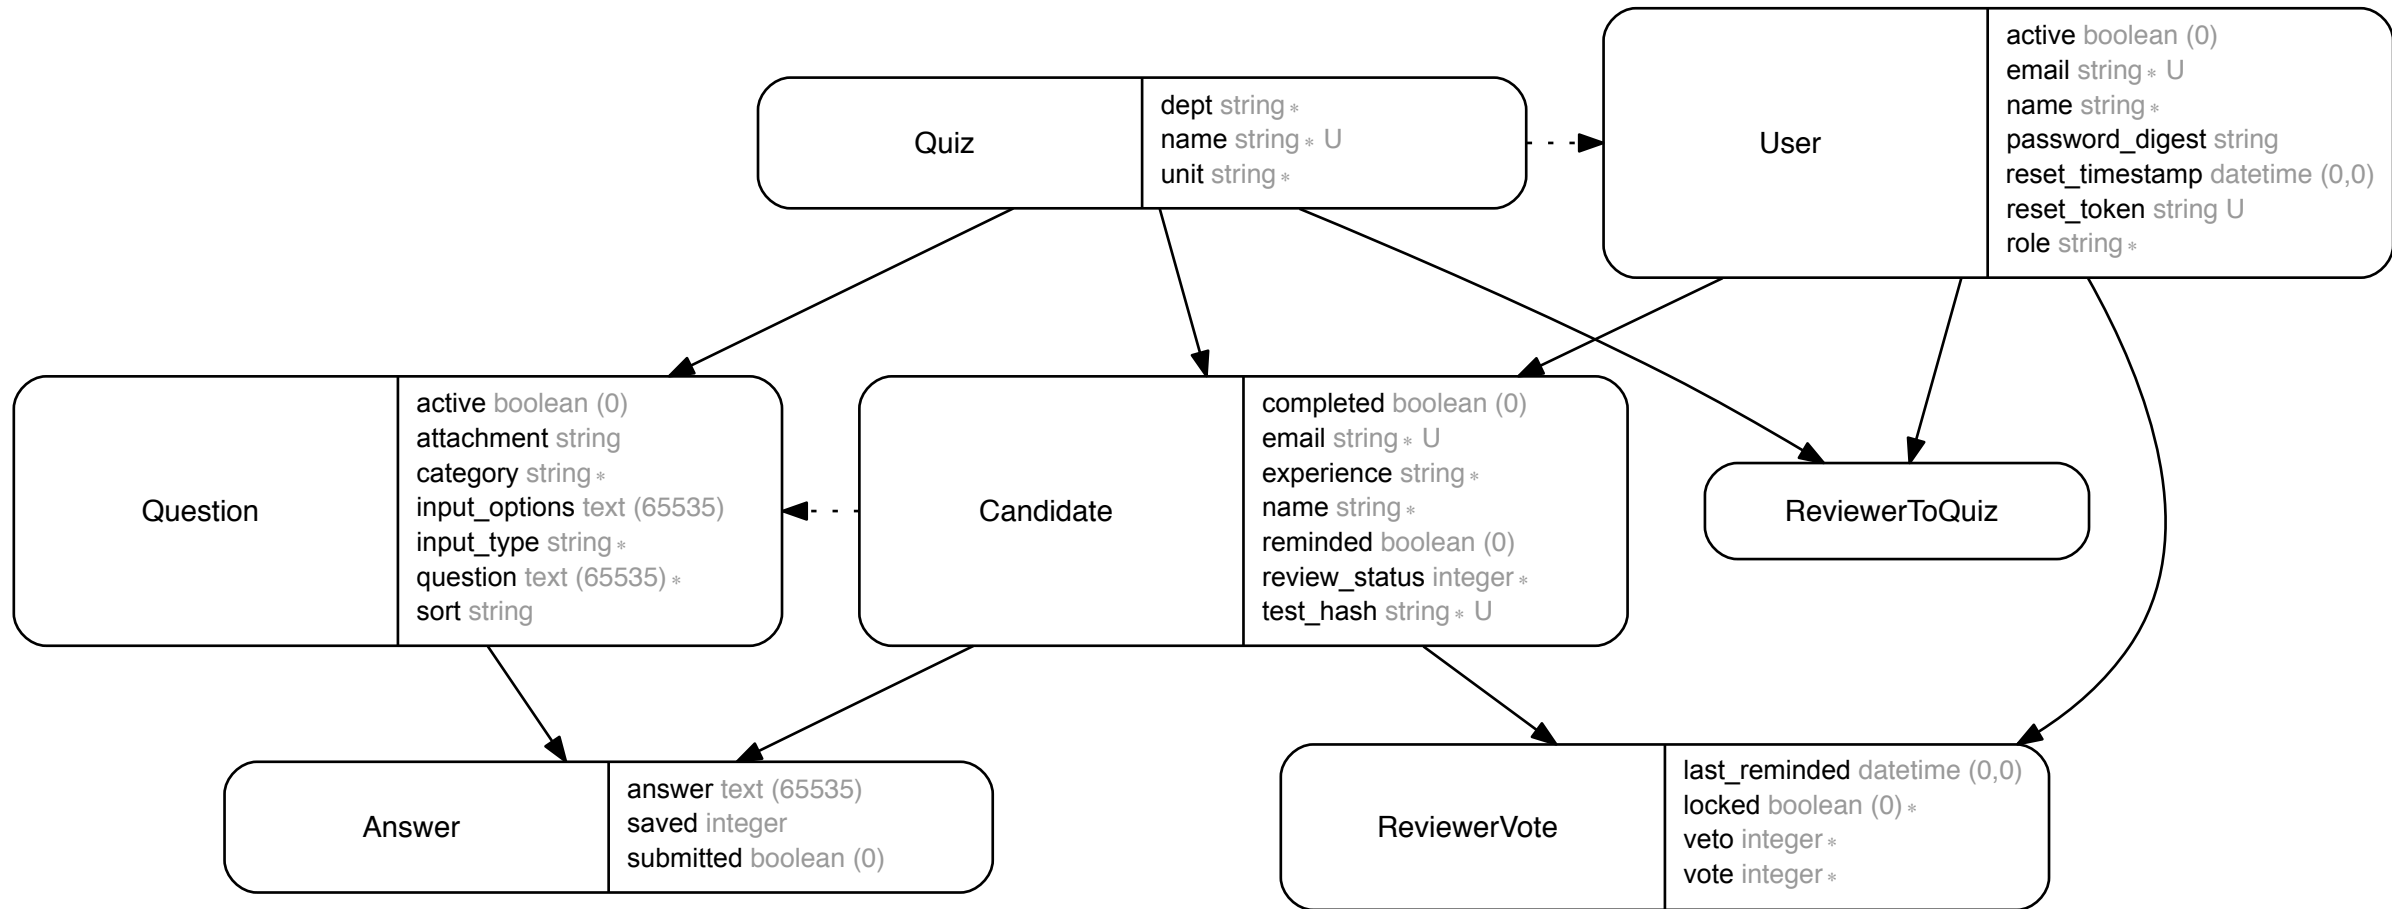 Quiz
dept string *
name string * U
unit string *
User
active boolean (0)
email string * U
name string *
password_digest string
reset_timestamp datetime (0,0)
reset_token string U
role string *
Question
active boolean (0)
attachment string
category string *
input_options text (65535)
input_type string *
question text (65535) *
sort string
Candidate
completed boolean (0)
email string * U
experience string *
name string *
reminded boolean (0)
review_status integer *
test_hash string * U
ReviewerToQuiz
Answer
answer text (65535)
saved integer
submitted boolean (0)
ReviewerVote
last_reminded datetime (0,0)
locked boolean (0) *
veto integer *
vote integer *